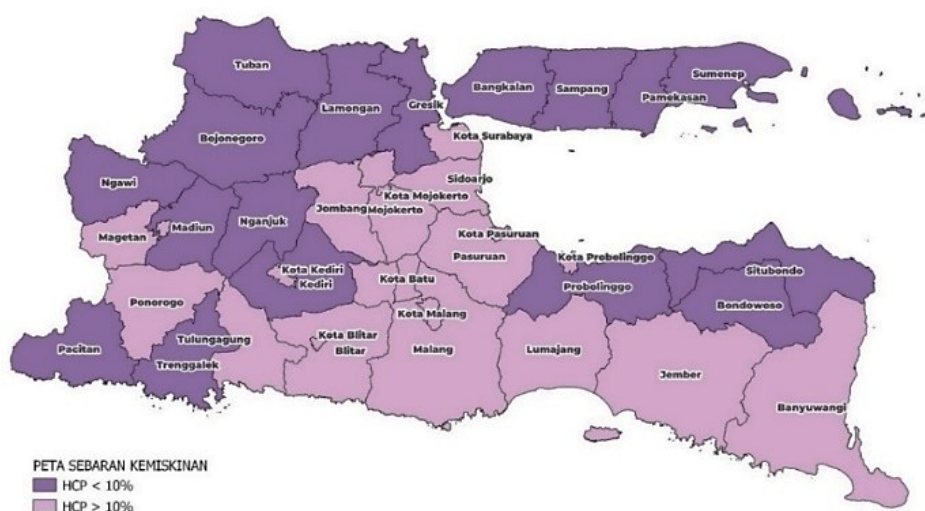 Tuban
Lamongan
Gresik
Bangkalan
Sampang
Sumenep
Pamekasan
Bojonegoro
Kota Surabaya
Ngawi
Sidoarjo
Kota Mojokerto
Jombang
Mojokerto
Magetan
Madiun
Nganjuk
Kota Pasuruan
Pasuruan
Kota Kediri
Kediri
Kota Batu
Kota Probolinggo
Probolinggo
Situbondo
Bondowoso
Ponorogo
Kota Malang
Pacitan
Tulungagung
Trenggalek
Kota Blitar
Blitar
Malang
Lumajang
Jember
Banyuwangi
PETA SEBARAN KEMISKINAN
HCP < 10%
HCP > 10%